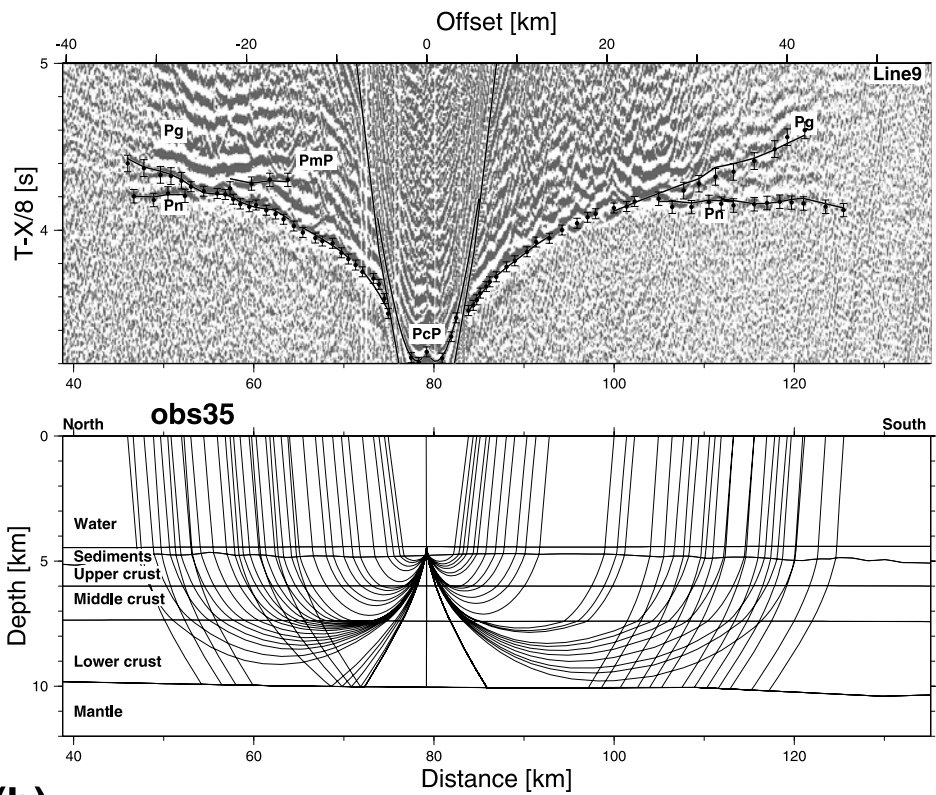 Offset [km]
-40 -20 0 20 40
5
Line9
Pg
Pg
PmP
T-X/8 [s]
Pn
Pn
4
PcP
40 60 80 100 120
obs35
North
South
0
Water
Sediments
5
Upper crust
Middle crust
Depth [km]
Lower crust
10
Mantle
40 60 80 100 120
Distance [km]